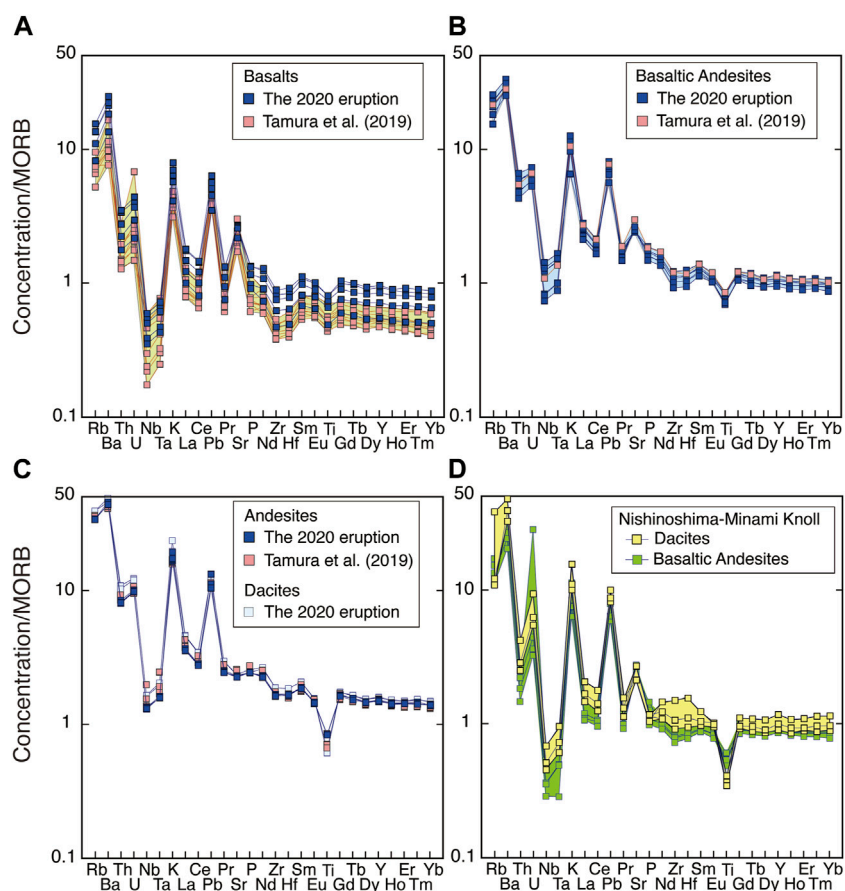 A
50
10
1
0.1
Concentration/MORB
Basalts
The 2020 eruption
Tamura et al. (2019)
Rb Th Nb K Ce Pr P Zr Sm Ti Tb Y Er Yb
Ba U Ta La Pb Sr Nd Hf Eu Gd Dy Ho Tm
B
50
10
1
0.1
Basaltic Andesites
The 2020 eruption
Tamura et al. (2019)
Rb Th Nb K Ce Pr P Zr Sm Ti Tb Y Er Yb
Ba U Ta La Pb Sr Nd Hf Eu Gd Dy Ho Tm
C
50
10
1
0.1
Concentration/MORB
Andesites
The 2020 eruption
Tamura et al. (2019)
Dacites
The 2020 eruption
Rb Th Nb K Ce Pr P Zr Sm Ti Tb Y Er Yb
Ba U Ta La Pb Sr Nd Hf Eu Gd Dy Ho Tm
D
50
10
1
0.1
Nishinoshima-Minami Knoll
Dacites
Basaltic Andesites
Rb Th Nb K Ce Pr P Zr Sm Ti Tb Y Er Yb
Ba U Ta La Pb Sr Nd Hf Eu Gd Dy Ho Tm